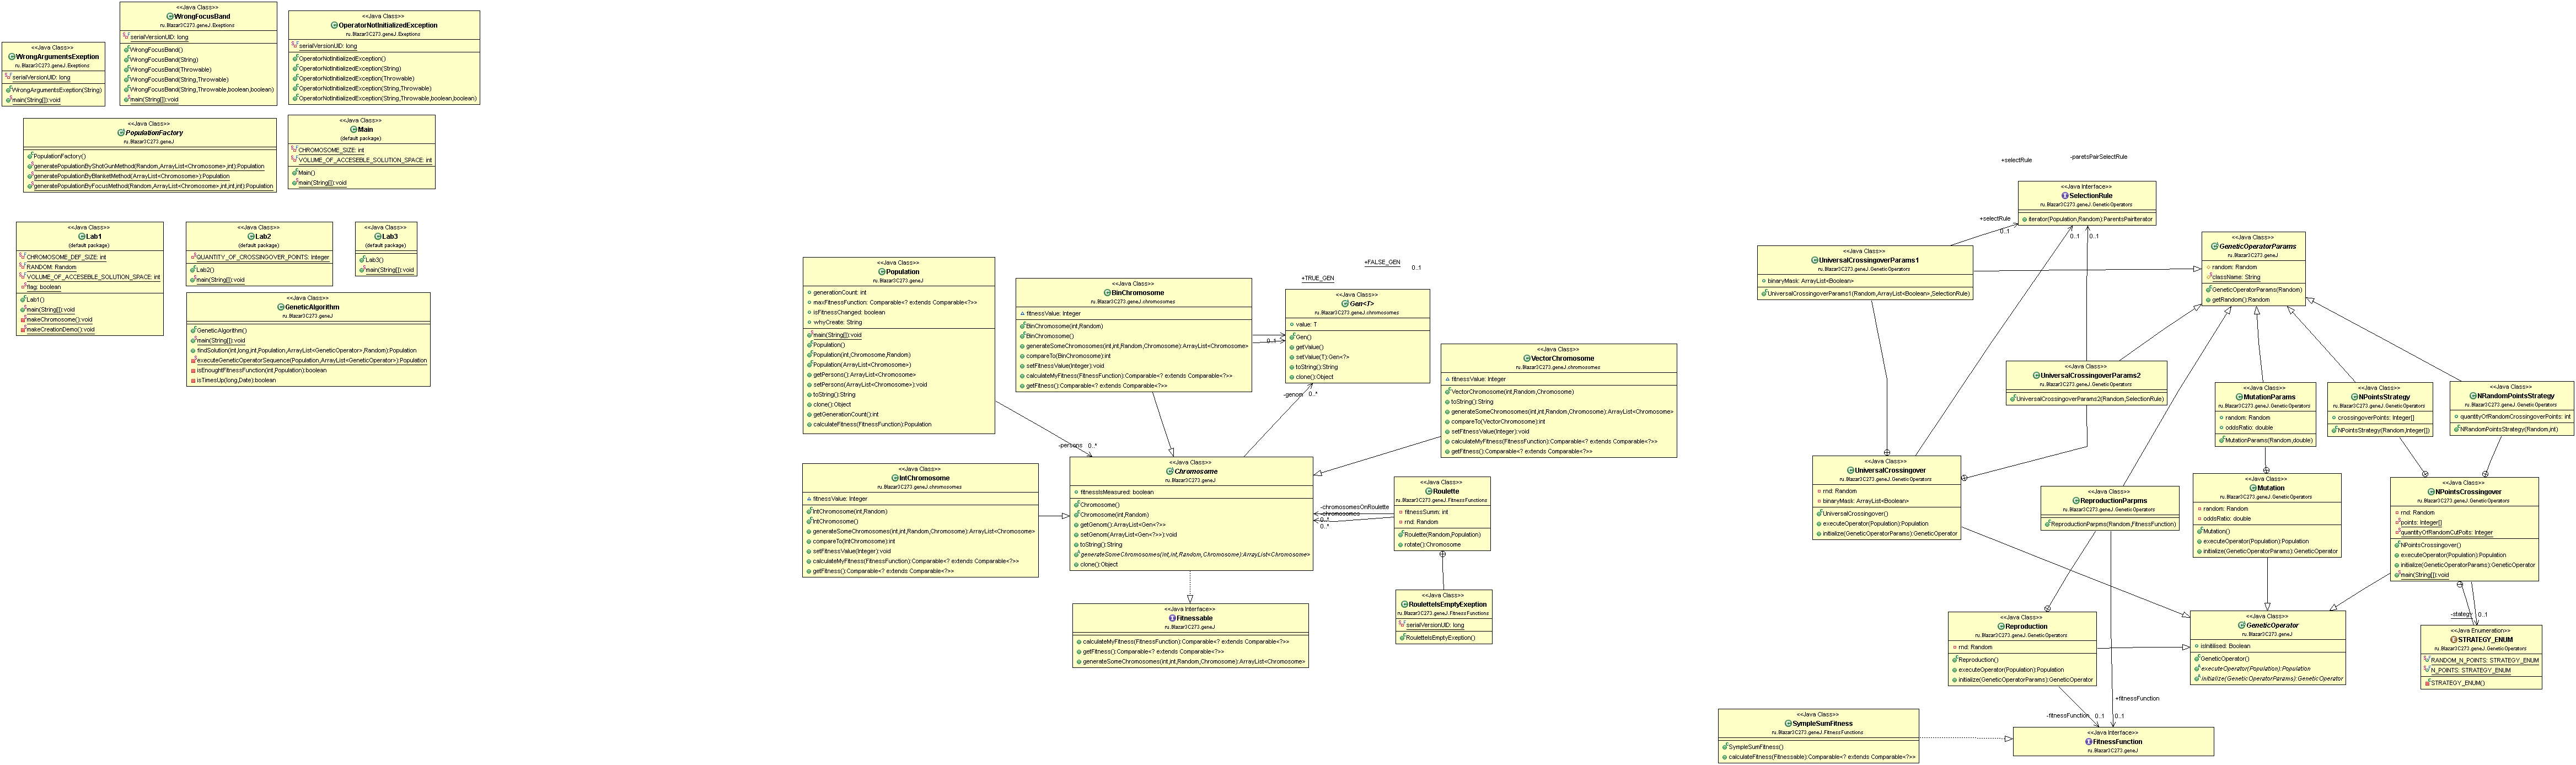 <<Java Class>>
WrongFocusBand
ru.Blazar3C273.geneJ.Exeptions
serialVersionUID: long
WrongFocusBand()
WrongFocusBand(String)
WrongFocusBand(Throwable)
WrongFocusBand(String,Throwable)
WrongFocusBand(String,Throwable,boolean,boolean)
main(String[]):void
<<Java Class>>
OperatorNotInitializedException
ru.Blazar3C273.geneJ.Exeptions
serialVersionUID: long
OperatorNotInitializedException()
OperatorNotInitializedException(String)
OperatorNotInitializedException(Throwable)
OperatorNotInitializedException(String,Throwable)
OperatorNotInitializedException(String,Throwable,boolean,boolean)
<<Java Class>>
WrongArgumentsExeption
ru.Blazar3C273.geneJ.Exeptions
serialVersionUID: long
WrongArgumentsExeption(String)
main(String[]):void
<<Java Class>>
PopulationFactory
ru.Blazar3C273.geneJ
PopulationFactory()
generatePopulationByShotGunMethod(Random,ArrayList<Chromosome>,int):Population
generatePopulationByBlanketMethod(ArrayList<Chromosome>):Population
generatePopulationByFocusMethod(Random,ArrayList<Chromosome>,int,int,int):Population
<<Java Class>>
Main
(default package)
CHROMOSOME_SIZE: int
VOLUME_OF_ACCESEBLE_SOLUTION_SPACE: int
Main()
main(String[]):void
<<Java Class>>
Lab1
(default package)
CHROMOSOME_DEF_SIZE: int
RANDOM: Random
VOLUME_OF_ACCESEBLE_SOLUTION_SPACE: int
flag: boolean
Lab1()
main(String[]):void
makeChromosome():void
makeCreationDemo():void
<<Java Class>>
Lab2
(default package)
QUANTITY_OF_CROSSINGOVER_POINTS: Integer
Lab2()
main(String[]):void
<<Java Class>>
Lab3
(default package)
Lab3()
main(String[]):void
<<Java Class>>
GeneticAlgorithm
ru.Blazar3C273.geneJ
GeneticAlgorithm()
main(String[]):void
findSolution(int,long,int,Population,ArrayList<GeneticOperator>,Random):Population
executeGeneticOperatorSequence(Population,ArrayList<GeneticOperator>):Population
isEnoughtFitnessFunction(int,Population):boolean
isTimesUp(long,Date):boolean
<<Java Class>>
Population
ru.Blazar3C273.geneJ
generationCount: int
maxFitnessFunction: Comparable<? extends Comparable<?>>
isFitnessChanged: boolean
whyCreate: String
main(String[]):void
Population()
Population(int,Chromosome,Random)
Population(ArrayList<Chromosome>)
getPersons():ArrayList<Chromosome>
setPersons(ArrayList<Chromosome>):void
toString():String
clone():Object
getGenerationCount():int
calculateFitness(FitnessFunction):Population
<<Java Class>>
BinChromosome
ru.Blazar3C273.geneJ.chromosomes
fitnessValue: Integer
BinChromosome(int,Random)
BinChromosome()
generateSomeChromosomes(int,int,Random,Chromosome):ArrayList<Chromosome>
compareTo(BinChromosome):int
setFitnessValue(Integer):void
calculateMyFitness(FitnessFunction):Comparable<? extends Comparable<?>>
getFitness():Comparable<? extends Comparable<?>>
+FALSE_GEN
0..1
+TRUE_GEN
0..1
<<Java Class>>
Gen<T>
ru.Blazar3C273.geneJ.chromosomes
value: T
Gen()
getValue()
setValue(T):Gen<?>
toString():String
clone():Object
-genom
0..*
<<Java Class>>
VectorChromosome
ru.Blazar3C273.geneJ.chromosomes
fitnessValue: Integer
VectorChromosome(int,Random,Chromosome)
toString():String
generateSomeChromosomes(int,int,Random,Chromosome):ArrayList<Chromosome>
compareTo(VectorChromosome):int
setFitnessValue(Integer):void
calculateMyFitness(FitnessFunction):Comparable<? extends Comparable<?>>
getFitness():Comparable<? extends Comparable<?>>
-persons
0..*
<<Java Class>>
IntChromosome
ru.Blazar3C273.geneJ.chromosomes
fitnessValue: Integer
IntChromosome(int,Random)
IntChromosome()
generateSomeChromosomes(int,int,Random,Chromosome):ArrayList<Chromosome>
compareTo(IntChromosome):int
setFitnessValue(Integer):void
calculateMyFitness(FitnessFunction):Comparable<? extends Comparable<?>>
getFitness():Comparable<? extends Comparable<?>>
<<Java Class>>
Chromosome
ru.Blazar3C273.geneJ
fitnessIsMeasured: boolean
Chromosome()
Chromosome(int,Random)
getGenom():ArrayList<Gen<?>>
setGenom(ArrayList<Gen<?>>):void
toString():String
generateSomeChromosomes(int,int,Random,Chromosome):ArrayList<Chromosome>
clone():Object
-chromosomesOnRoulette
-chromosomes
0..*
0..*
<<Java Class>>
Roulette
ru.Blazar3C273.geneJ.FitnessFunctions
fitnessSumm: int
rnd: Random
Roulette(Random,Population)
rotate():Chromosome
<<Java Class>>
RouletteIsEmptyExeption
ru.Blazar3C273.geneJ.FitnessFunctions
serialVersionUID: long
RouletteIsEmptyExeption()
<<Java Interface>>
Fitnessable
ru.Blazar3C273.geneJ
calculateMyFitness(FitnessFunction):Comparable<? extends Comparable<?>>
getFitness():Comparable<? extends Comparable<?>>
generateSomeChromosomes(int,int,Random,Chromosome):ArrayList<Chromosome>
+selectRule
-paretsPairSelectRule
<<Java Interface>>
SelectionRule
ru.Blazar3C273.geneJ.GeneticOperators
iterator(Population,Random):ParentsPairIterator
+selectRule
0..1
0..1
0..1
<<Java Class>>
UniversalCrossingoverParams1
ru.Blazar3C273.geneJ.GeneticOperators
binaryMask: ArrayList<Boolean>
UniversalCrossingoverParams1(Random,ArrayList<Boolean>,SelectionRule)
<<Java Class>>
GeneticOperatorParams
ru.Blazar3C273.geneJ
random: Random
className: String
GeneticOperatorParams(Random)
getRandom():Random
<<Java Class>>
UniversalCrossingoverParams2
ru.Blazar3C273.geneJ.GeneticOperators
UniversalCrossingoverParams2(Random,SelectionRule)
<<Java Class>>
MutationParams
ru.Blazar3C273.geneJ.GeneticOperators
random: Random
oddsRatio: double
MutationParams(Random,double)
<<Java Class>>
NPointsStrategy
ru.Blazar3C273.geneJ.GeneticOperators
crossingoverPoints: Integer[]
NPointsStrategy(Random,Integer[])
<<Java Class>>
NRandomPointsStrategy
ru.Blazar3C273.geneJ.GeneticOperators
quantityOfRandomCrossingoverPoints: int
NRandomPointsStrategy(Random,int)
<<Java Class>>
UniversalCrossingover
ru.Blazar3C273.geneJ.GeneticOperators
rnd: Random
binaryMask: ArrayList<Boolean>
UniversalCrossingover()
executeOperator(Population):Population
initialize(GeneticOperatorParams):GeneticOperator
<<Java Class>>
ReproductionParpms
ru.Blazar3C273.geneJ.GeneticOperators
ReproductionParpms(Random,FitnessFunction)
<<Java Class>>
Mutation
ru.Blazar3C273.geneJ.GeneticOperators
random: Random
oddsRatio: double
Mutation()
executeOperator(Population):Population
initialize(GeneticOperatorParams):GeneticOperator
<<Java Class>>
NPointsCrossingover
ru.Blazar3C273.geneJ.GeneticOperators
rnd: Random
points: Integer[]
quantityOfRandomCutPoits: Integer
NPointsCrossingover()
executeOperator(Population):Population
initialize(GeneticOperatorParams):GeneticOperator
main(String[]):void
<<Java Class>>
Reproduction
ru.Blazar3C273.geneJ.GeneticOperators
rnd: Random
Reproduction()
executeOperator(Population):Population
initialize(GeneticOperatorParams):GeneticOperator
<<Java Class>>
GeneticOperator
ru.Blazar3C273.geneJ
isInitilised: Boolean
GeneticOperator()
executeOperator(Population):Population
initialize(GeneticOperatorParams):GeneticOperator
-stategy
0..1
<<Java Enumeration>>
STRATEGY_ENUM
ru.Blazar3C273.geneJ.GeneticOperators
RANDOM_N_POINTS: STRATEGY_ENUM
N_POINTS: STRATEGY_ENUM
STRATEGY_ENUM()
+fitnessFunction
-fitnessFunction
0..1
0..1
<<Java Class>>
SympleSumFitness
ru.Blazar3C273.geneJ.FitnessFunctions
SympleSumFitness()
calculateFitness(Fitnessable):Comparable<? extends Comparable<?>>
<<Java Interface>>
FitnessFunction
ru.Blazar3C273.geneJ